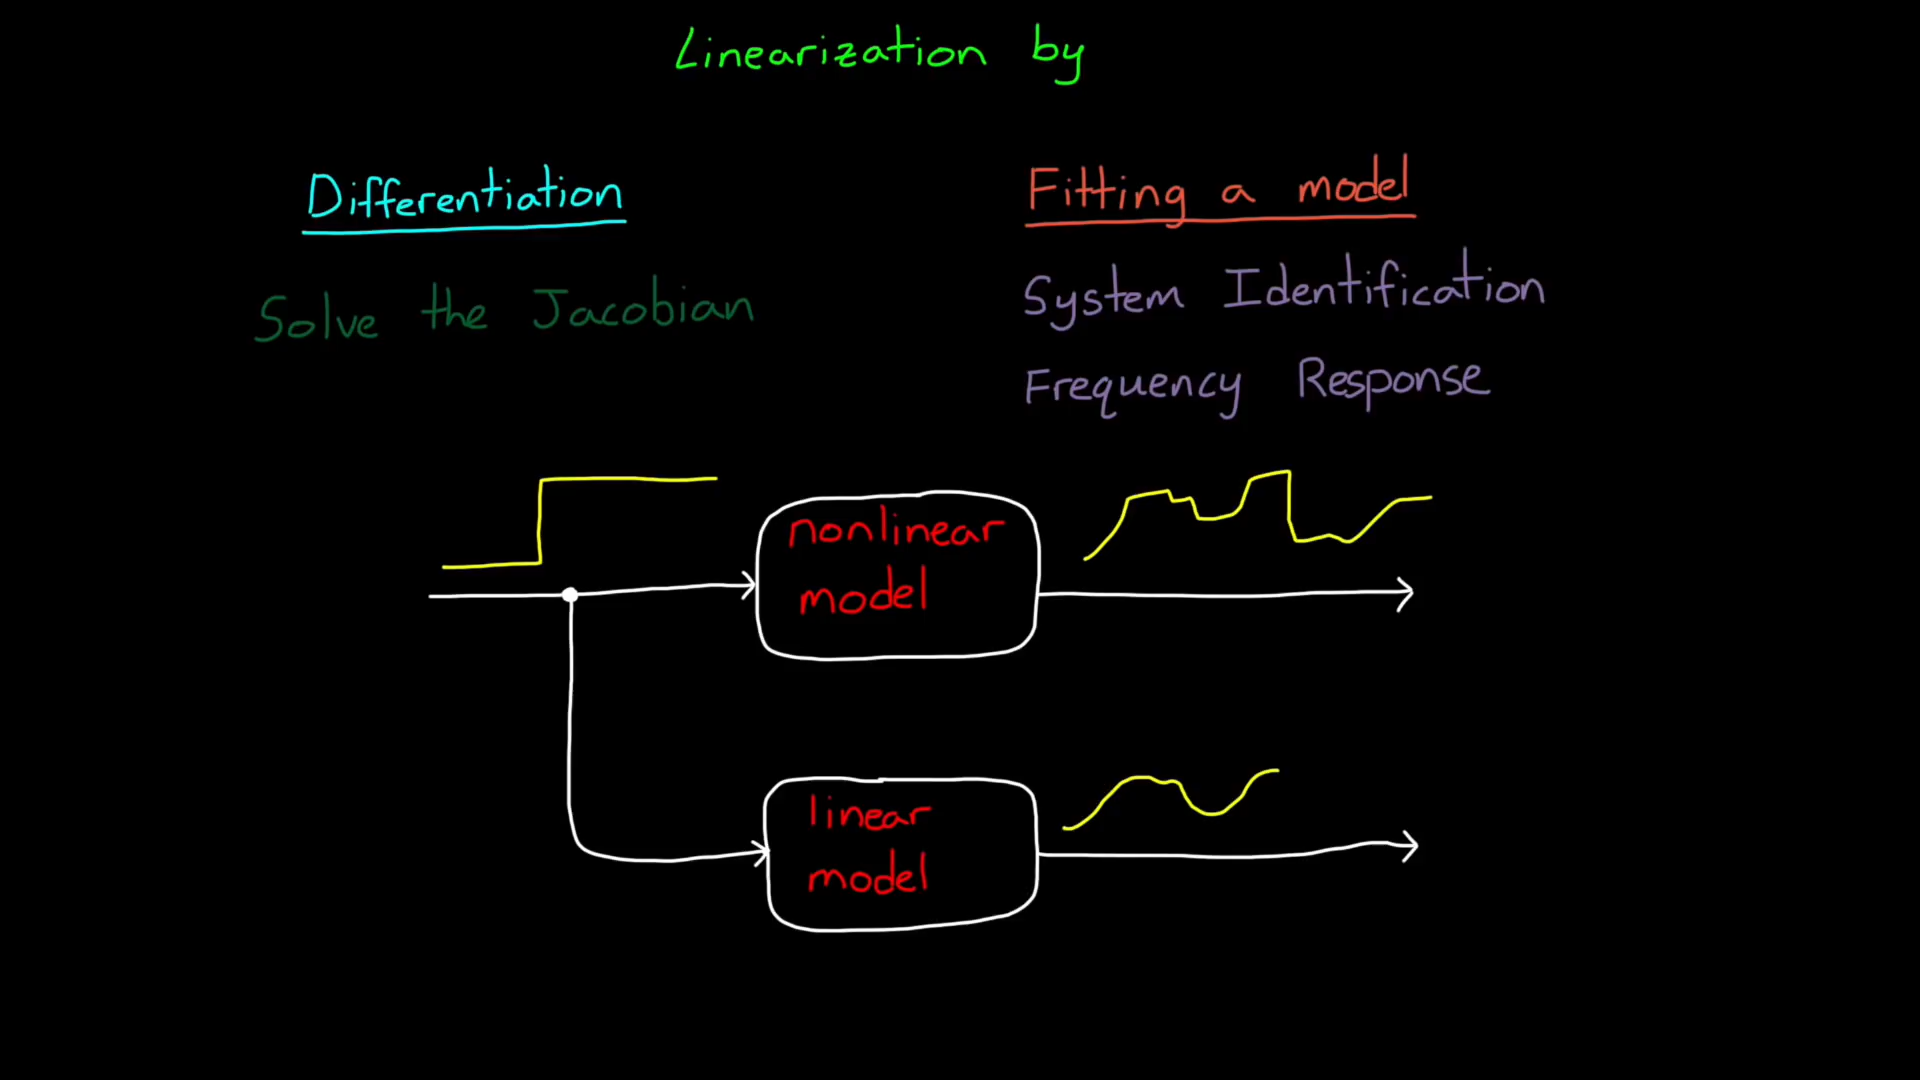 Linearization by
Differentiation
Solve the Jacobian
Fitting a model
System Identification
Frequency Response
nonlinear
model
linear
model